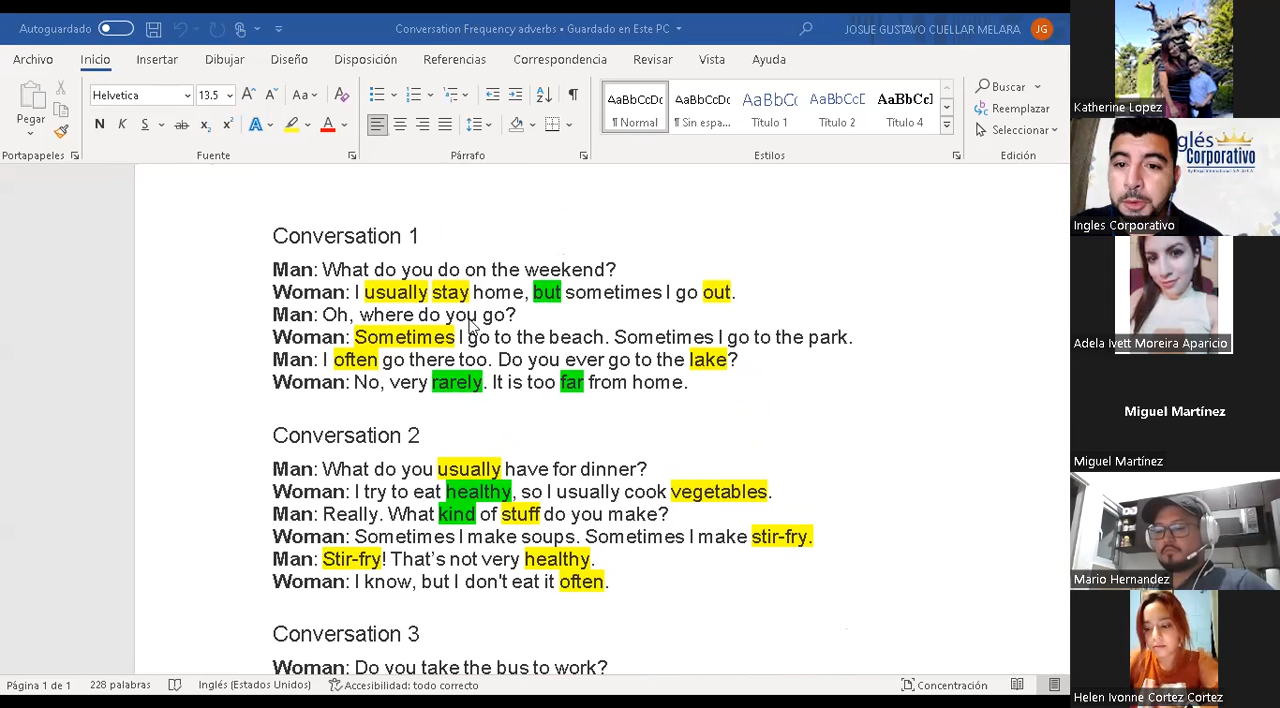 Autoguardado
Conversation Frequency adverbs • Guardado en Este PC
JOSUE GUSTAVO CUELLAR MELARA
JG
Archivo Inicio Insertar Dibujar Diseño Disposición Referencias Correspondencia Revisar Vista Ayuda
Pegar
Portapapeles
Helvetica 13.5
N K S ab x₂ x²
Fuente
Párrafo
AaBbCcDc AaBbCcDc AaBbC AaBbCcD AaBbCc
¶ Normal ¶ Sin espa... Título 1 Título 2 Título 4
Estilos
Buscar
Reemplazar
Seleccionar
Edición
Conversation 1
Man: What do you do on the weekend?
Woman: I usually stay home, but sometimes I go out.
Man: Oh, where do you go?
Woman: Sometimes I go to the beach. Sometimes I go to the park.
Man: I often go there too. Do you ever go to the lake?
Woman: No, very rarely. It is too far from home.
Conversation 2
Man: What do you usually have for dinner?
Woman: I try to eat healthy, so I usually cook vegetables.
Man: Really. What kind of stuff do you make?
Woman: Sometimes I make soups. Sometimes I make stir-fry.
Man: Stir-fry! That's not very healthy.
Woman: I know, but I don't eat it often.
Conversation 3
Woman: Do you take the bus to work?
Página 1 de 1 228 palabras Inglés (Estados Unidos) Accesibilidad: todo correcto Concentración
Katherine Lopez
glés
Corporativo
Ingles Corporativo
Adela Ivett Moreira Aparicio
Miguel Martínez
Miguel Martínez
Mario Hernandez
Helen Ivonne Cortez Cortez